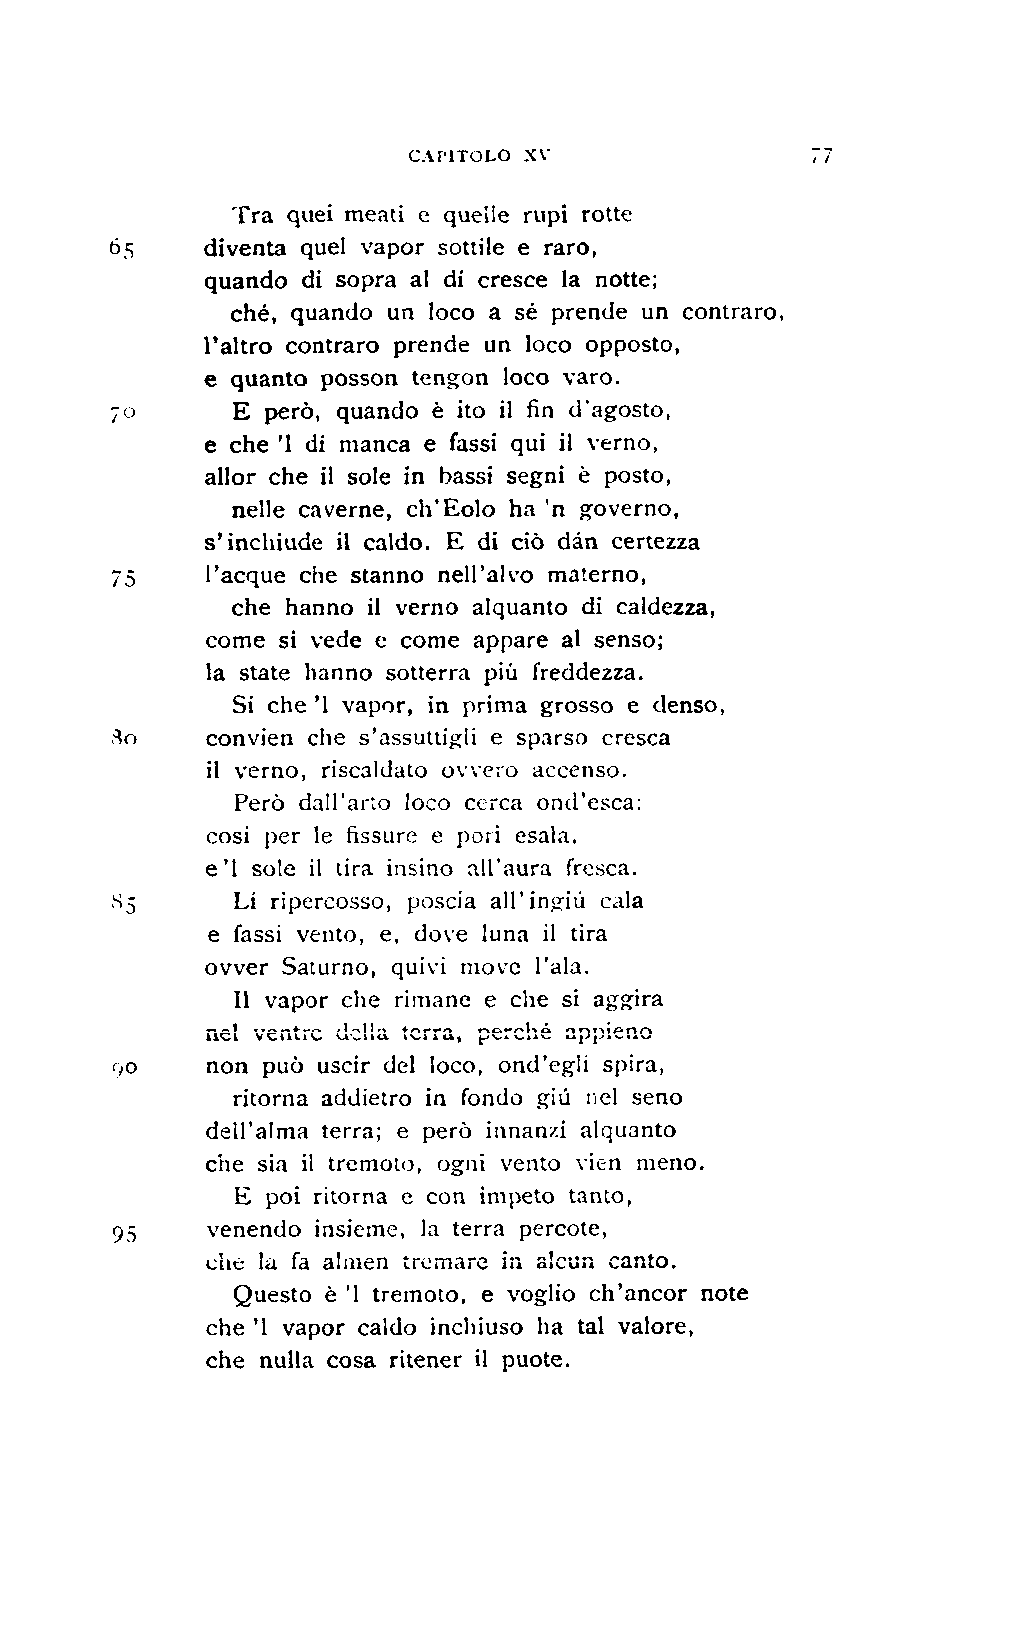 CAPITOLO XV 77
Tra quei meati e quelle rupi rotte
65 diventa quel vapor sottile e raro,
quando di sopra al dí cresce la notte;
ché, quando un loco a sé prende un contraro,
l'altro contraro prende un loco opposto,
e quanto posson tengon loco varo.
70 E però, quando è ito il fin d'agosto,
e che 'l dí manca e fassi qui il verno,
allor che il sole in bassi segni è posto,
nelle caverne, ch'Eolo ha 'n governo,
s'inchiude il caldo. E di ciò dán certezza
75 l'acque che stanno nell'alvo materno,
che hanno il verno alquanto di caldezza,
come si vede e come appare al senso;
la state hanno sotterra piú freddezza.
Sí che 'l vapor, in prima grosso e denso,
80 convien che s'assuttigli e sparso cresca
il verno, riscaldato ovvero accenso.
Però dall'arto loco cerca ond'esca:
cosí per le fissure e pori esala,
e 'l sole il tira insino all'aura fresca.
85 Lí ripercosso, poscia all'ingiú cala
e fassi vento, e, dove luna il tira
ovver Saturno, quivi move l'ala.
Il vapor che rimane e che si aggira
nel ventre della terra, perché appieno
90 non può uscir del loco, ond'egli spira,
ritorna addietro in fondo giú nel seno
dell'alma terra; e però innanzi alquanto
che sia il tremoto, ogni vento vien meno.
E poi ritorna e con impeto tanto,
95 venendo insieme, la terra percote,
che la fa almen tremare in alcun canto.
Questo è 'l tremoto, e voglio ch'ancor note
che 'l vapor caldo inchiuso ha tal valore,
che nulla cosa ritener il puote.